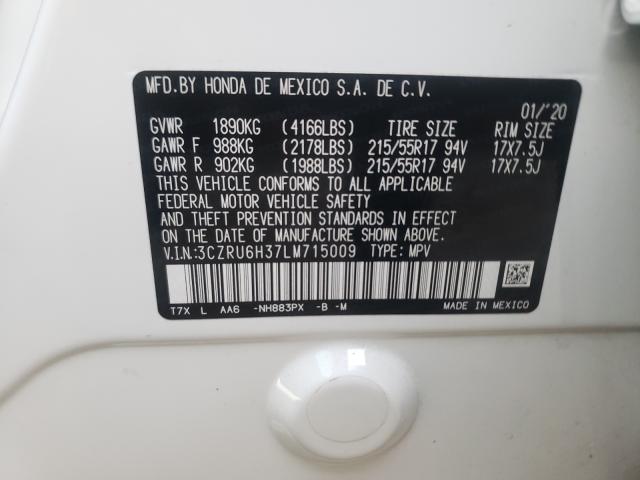 MFD.BY HONDA DE MEXICO S.A. DE C.V.
01/'20
GVWR 1890KG (4166LBS) TIRE SIZE RIM SIZE
GAWR F 988KG (2178LBS) 215/55R17 94V 17X7.5J
GAWR R 902KG (1988LBS) 215/55R17 94V 17X7.5J
THIS VEHICLE CONFORMS TO ALL APPLICABLE
FEDERAL MOTOR VEHICLE SAFETY
AND THEFT PREVENTION STANDARDS IN EFFECT
ON THE DATE OF MANUFACTURE SHOWN ABOVE.
V.I.N.:3CZRU6H37LM715009 TYPE: MPV
T7X L AA6 -NH883PX -B -M MADE IN MEXICO